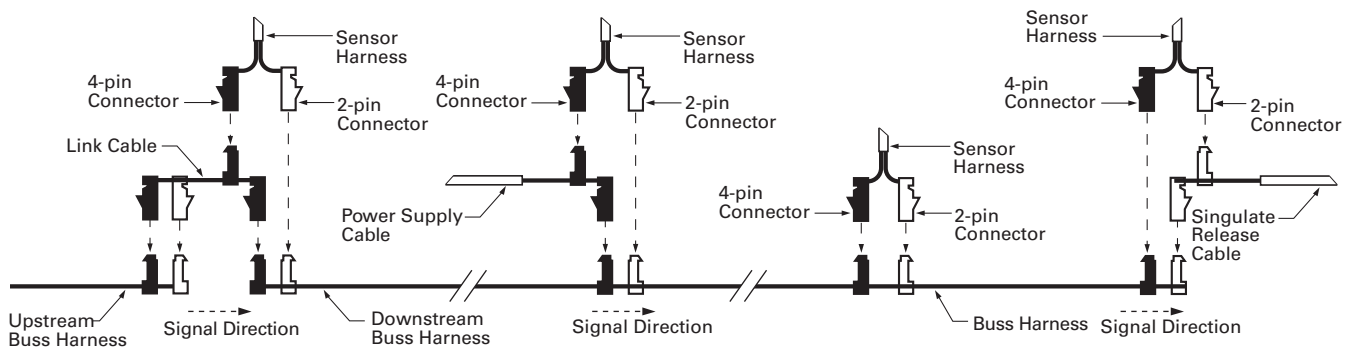 Sensor
Harness
4-pin
Connector
2-pin
Connector
Link Cable
Upstream
Buss Harness
Signal Direction
Downstream
Buss Harness
Sensor
Harness
4-pin
Connector
2-pin
Connector
Power Supply
Cable
Signal Direction
Sensor
Harness
4-pin
Connector
2-pin
Connector
Buss Harness
Sensor
Harness
4-pin
Connector
2-pin
Connector
Singulate
Release
Cable
Signal Direction